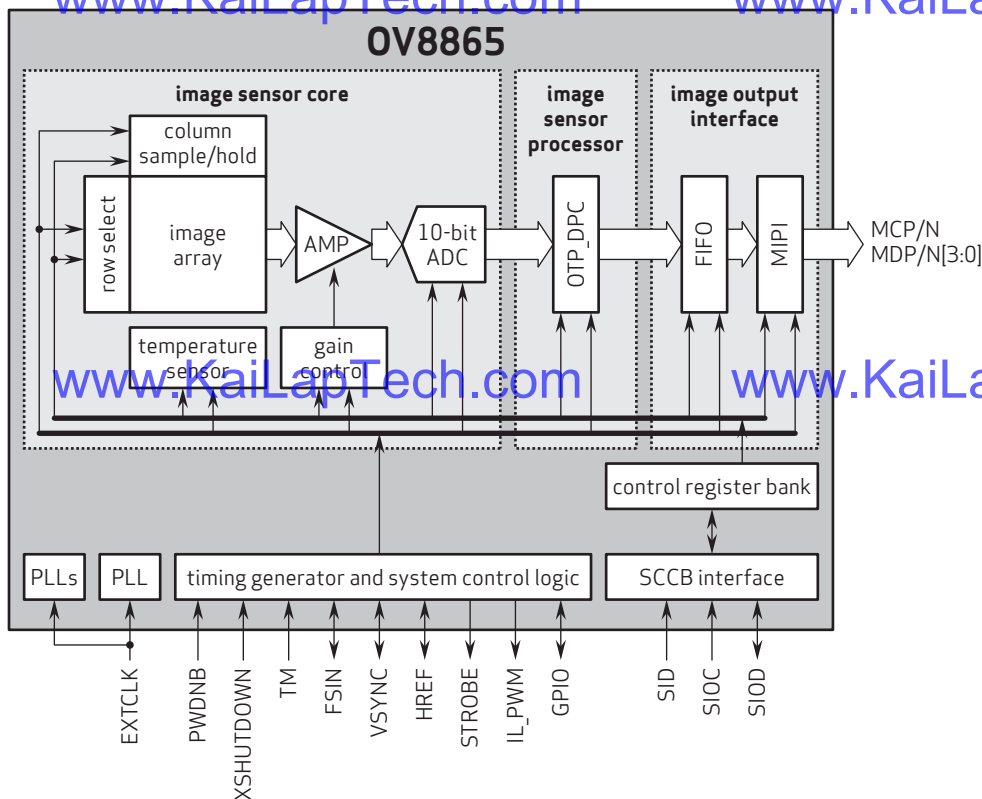 www.KaiLapTech.com
www.KaiLa
OV8865
image sensor core
image
sensor
processor
image output
interface
column
sample/hold
row select
image
array
AMP
10-bit
ADC
OTP_DPC
FIFO
MIPI
MCP/N
MDP/N[3:0]
temperature
sensor
gain
control
www.KaiLapTech.com
www.KaiLa
control register bank
PLLs
PLL
timing generator and system control logic
SCCB interface
EXTCLK
PWDNB
XSHUTDOWN
TM
FSIN
VSYNC
HREF
STROBE
IL_PWM
GPIO
SID
SIOC
SIOD